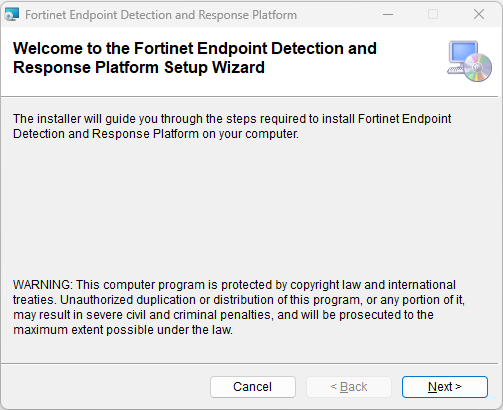 Fortinet Endpoint Detection and Response Platform
Welcome to the Fortinet Endpoint Detection and
Response Platform Setup Wizard
The installer will guide you through the steps required to install Fortinet Endpoint
Detection and Response Platform on your computer.
WARNING: This computer program is protected by copyright law and international
treaties. Unauthorized duplication or distribution of this program, or any portion of it,
may result in severe civil and criminal penalties, and will be prosecuted to the
maximum extent possible under the law.
Cancel
< Back
Next >